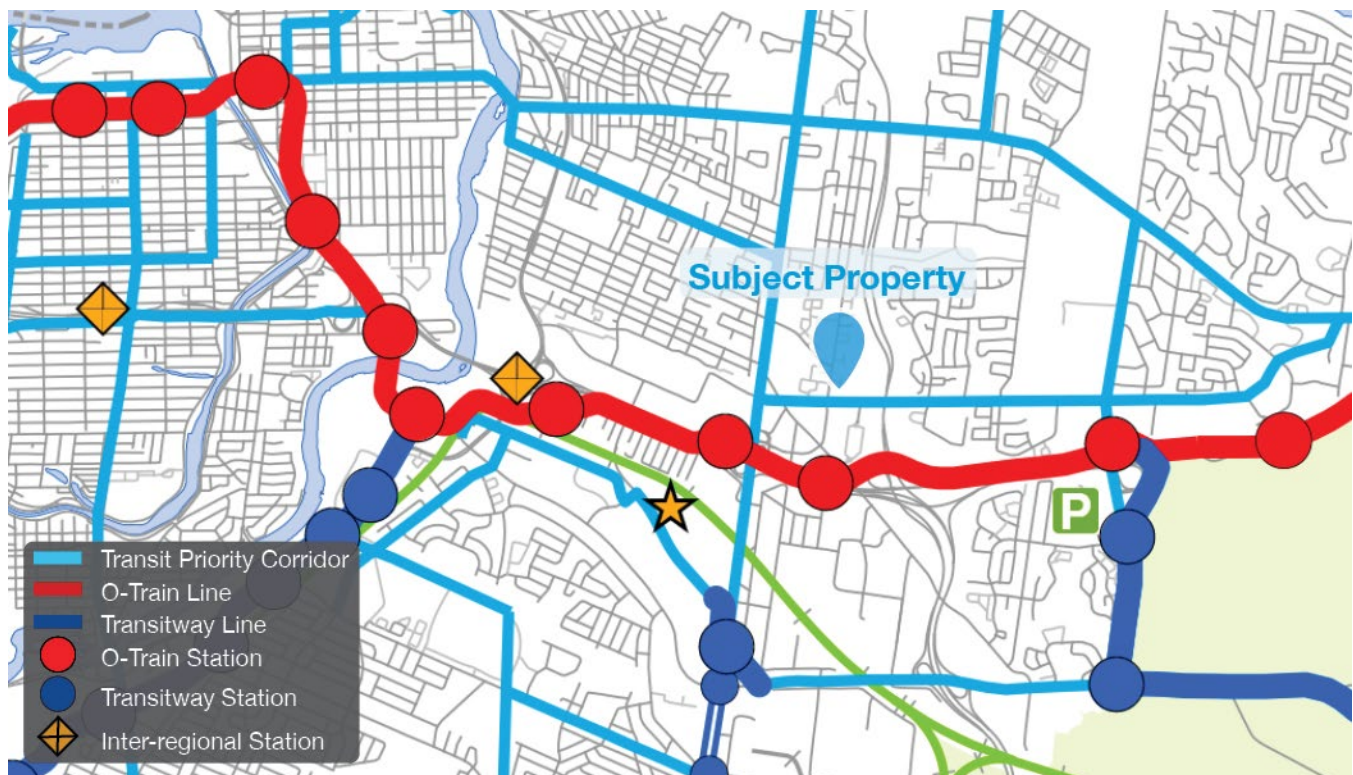 Subject Property
P
Transit Priority Corridor
O-Train Line
Transitway Line
O-Train Station
Transitway Station
Inter-regional Station